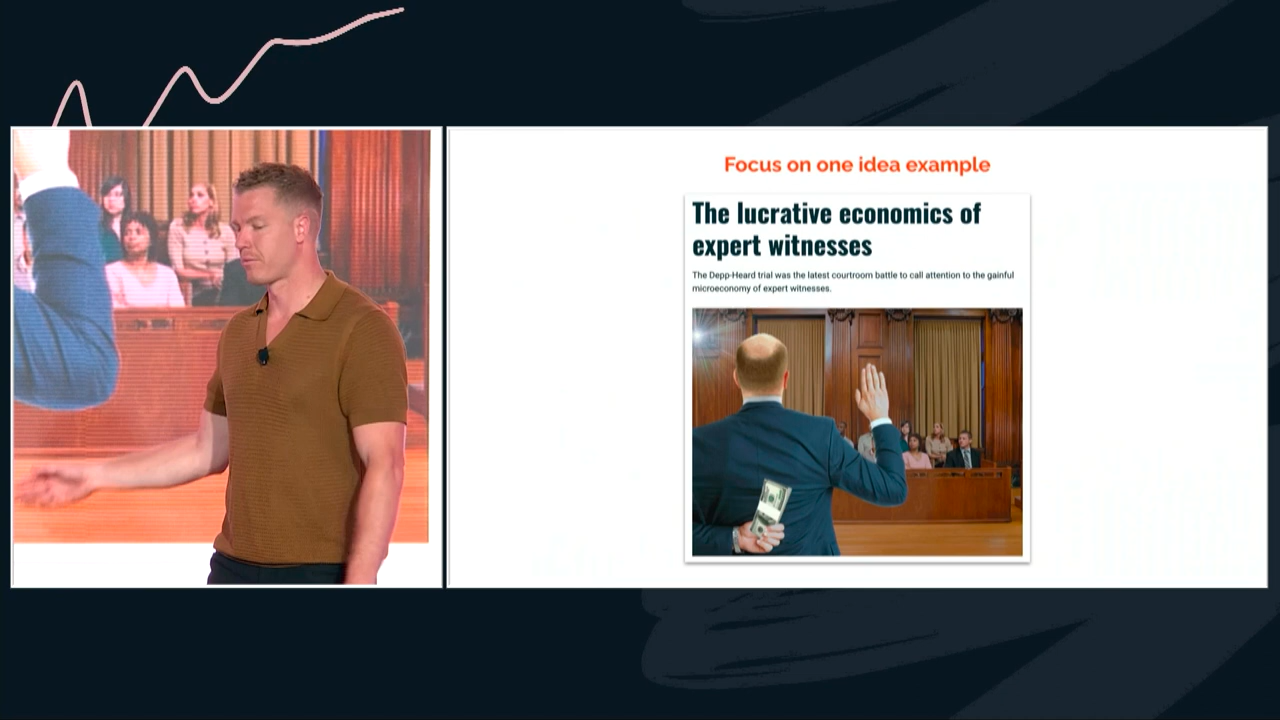 Focus on one idea example
The lucrative economics of
expert witnesses
The Depp-Heard trial was the latest courtroom battle to call attention to the gainful
microeconomy of expert witnesses.